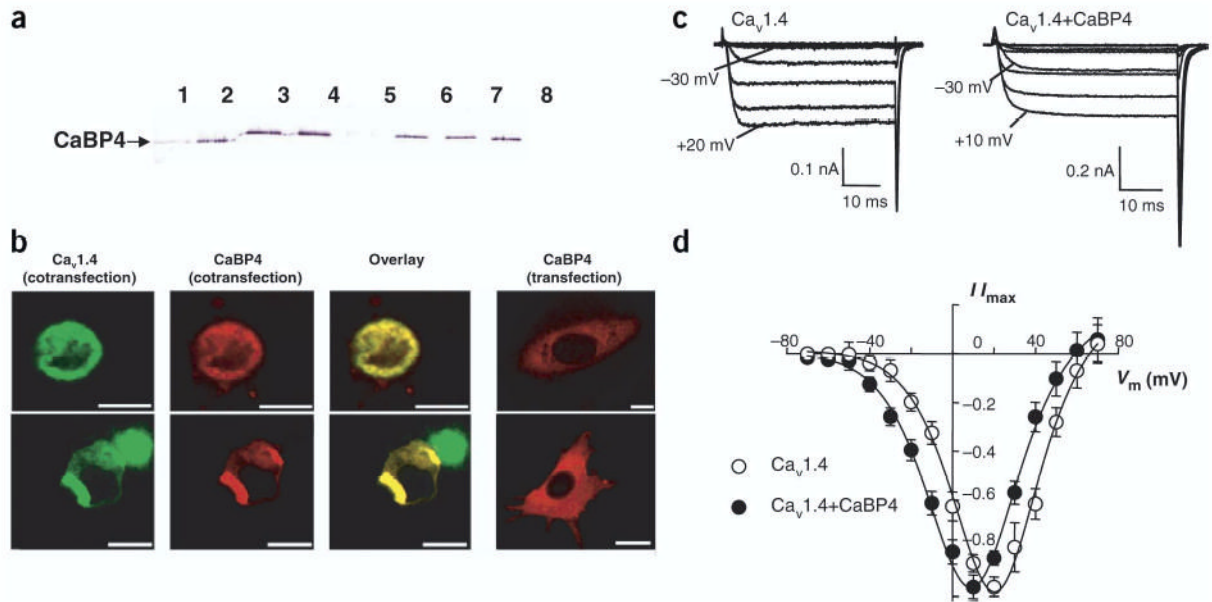 a
1 2 3 4 5 6 7 8
CaBP4→
b
Caᵥ1.4
(cotransfection)
CaBP4
(cotransfection)
Overlay
CaBP4
(transfection)
c
Caᵥ1.4
−30 mV
+20 mV
0.1 nA
10 ms
Caᵥ1.4+CaBP4
−30 mV
+10 mV
0.2 nA
10 ms
d
I I max
−80 −40 0 40 80
Vm (mV)
−0.2
−0.4
−0.6
−0.8
Caᵥ1.4
Caᵥ1.4+CaBP4